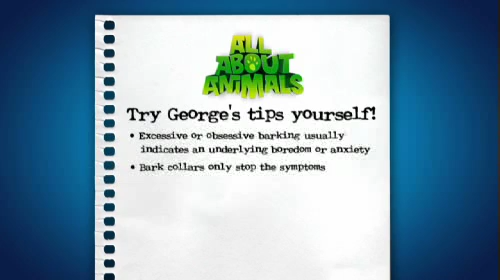 ALL
ABOUT
ANIMALS
Try George's tips yourself!
• Excessive or obsessive barking usually
indicates an underlying boredom or anxiety
• Bark collars only stop the symptoms